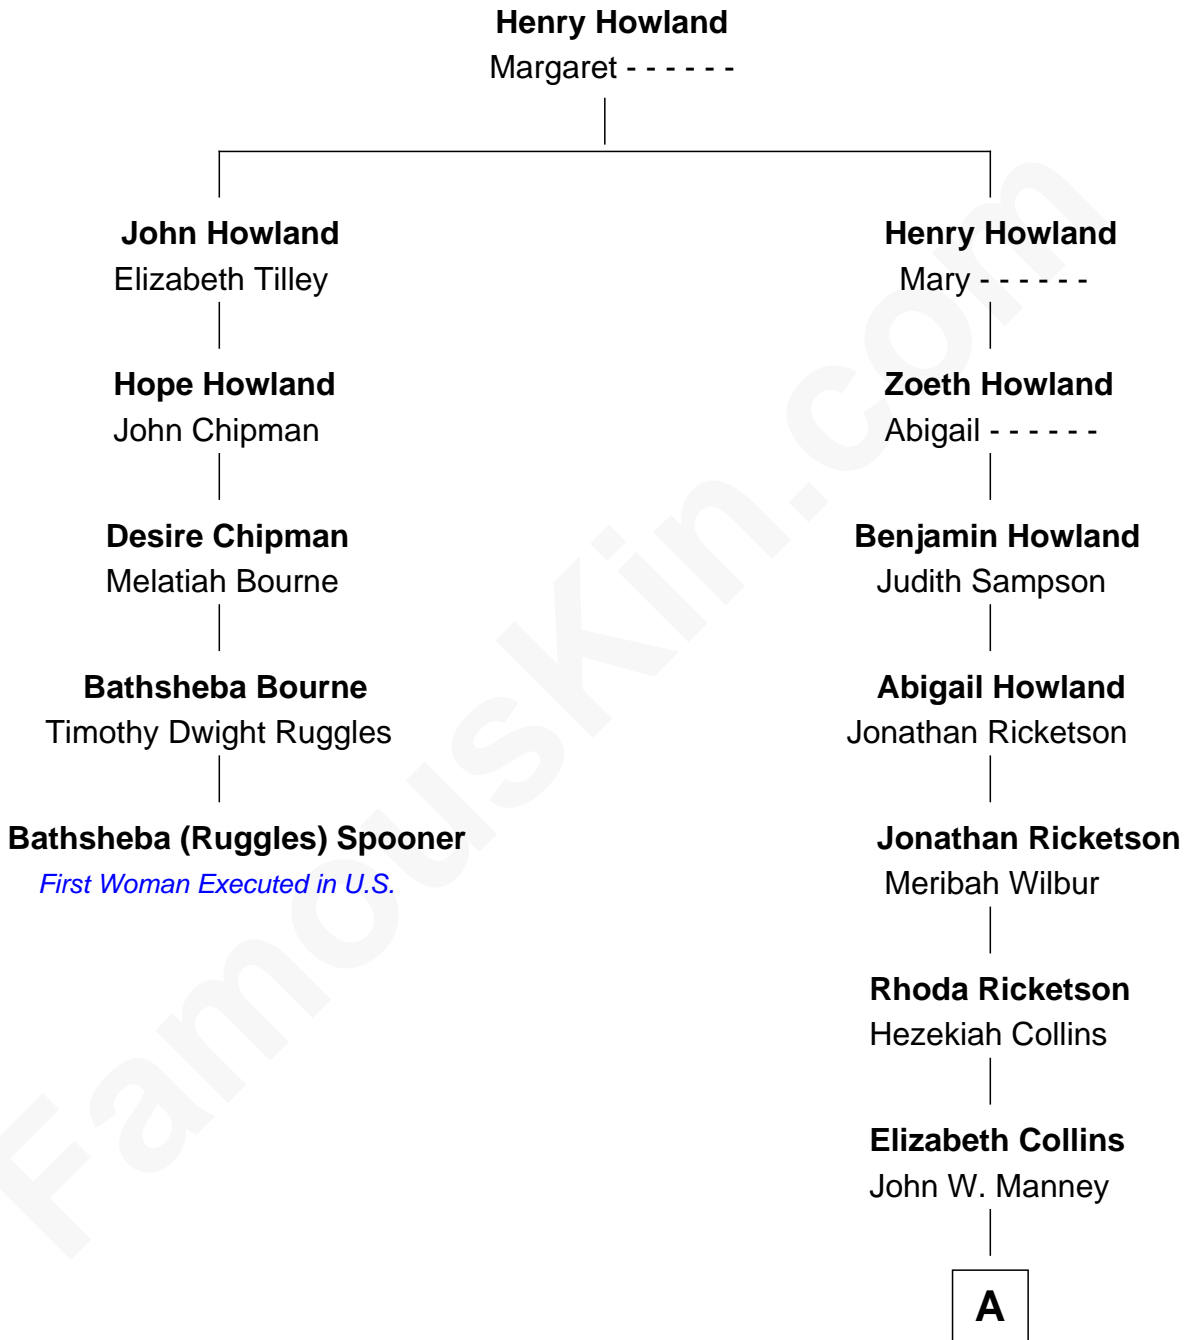 Henry Howland
Margaret - - - - - -
John Howland
Elizabeth Tilley
Henry Howland
Mary - - - - - -
Hope Howland
John Chipman
Zoeth Howland
Abigail - - - - - -
Desire Chipman
Melatiah Bourne
Benjamin Howland
Judith Sampson
Bathsheba Bourne
Timothy Dwight Ruggles
Abigail Howland
Jonathan Ricketson
Bathsheba (Ruggles) Spooner
First Woman Executed in U.S.
Jonathan Ricketson
Meribah Wilbur
Rhoda Ricketson
Hezekiah Collins
Elizabeth Collins
John W. Manney
A
FamousKin.com